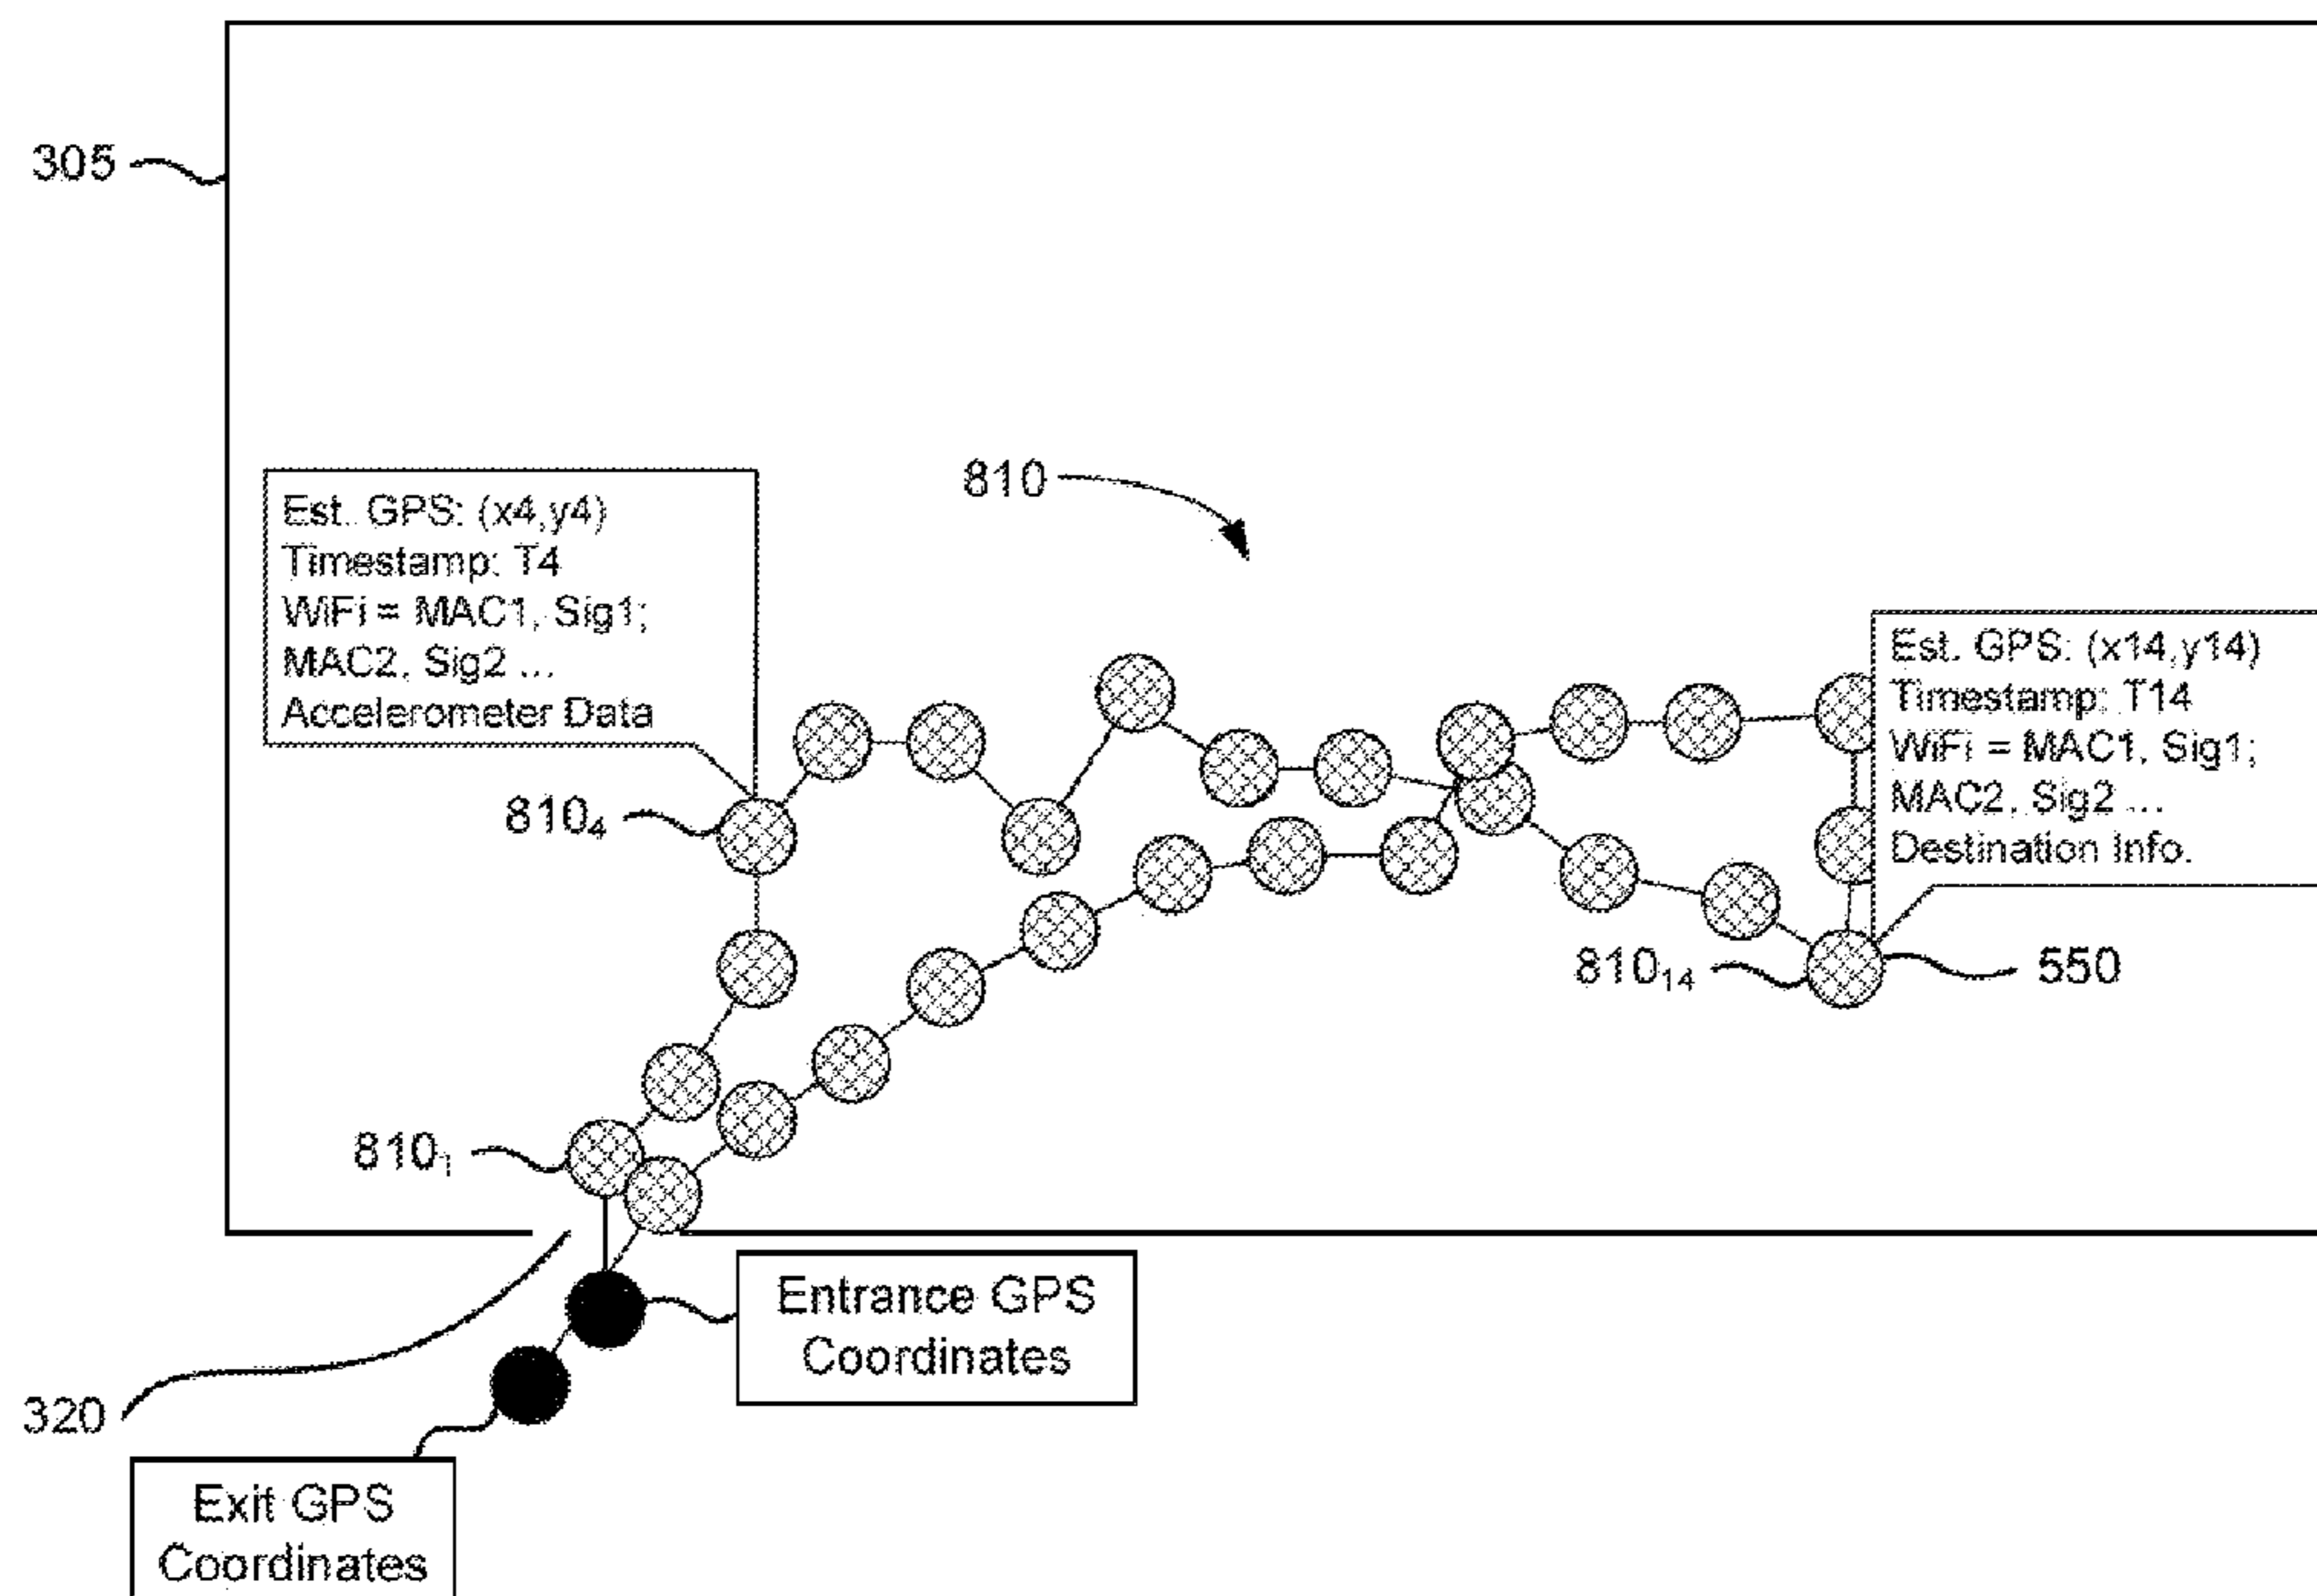 305
810
Est. GPS: (x4,y4)
Timestamp: T4
WiFi = MAC1, Sig1;
MAC2, Sig2 ...
Accelerometer Data
Est. GPS: (x14,y14)
Timestamp: T14
WiFi = MAC1, Sig1;
MAC2, Sig2 ...
Destination Info.
810₄
810₁₄
550
810₁
Entrance GPS
Coordinates
320
Exit GPS
Coordinates